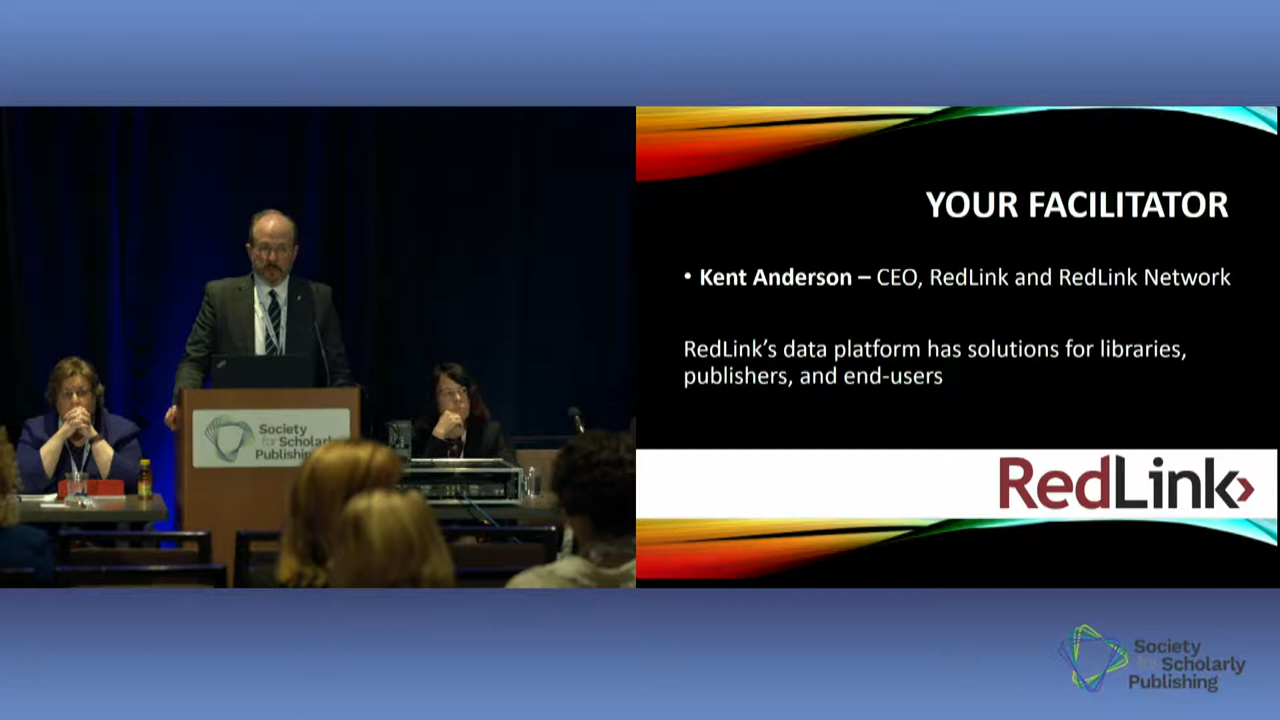 Society
for Scholarly
Publishing
YOUR FACILITATOR
• Kent Anderson – CEO, RedLink and RedLink Network
RedLink’s data platform has solutions for libraries,
publishers, and end-users
RedLink
Society
for Scholarly
Publishing